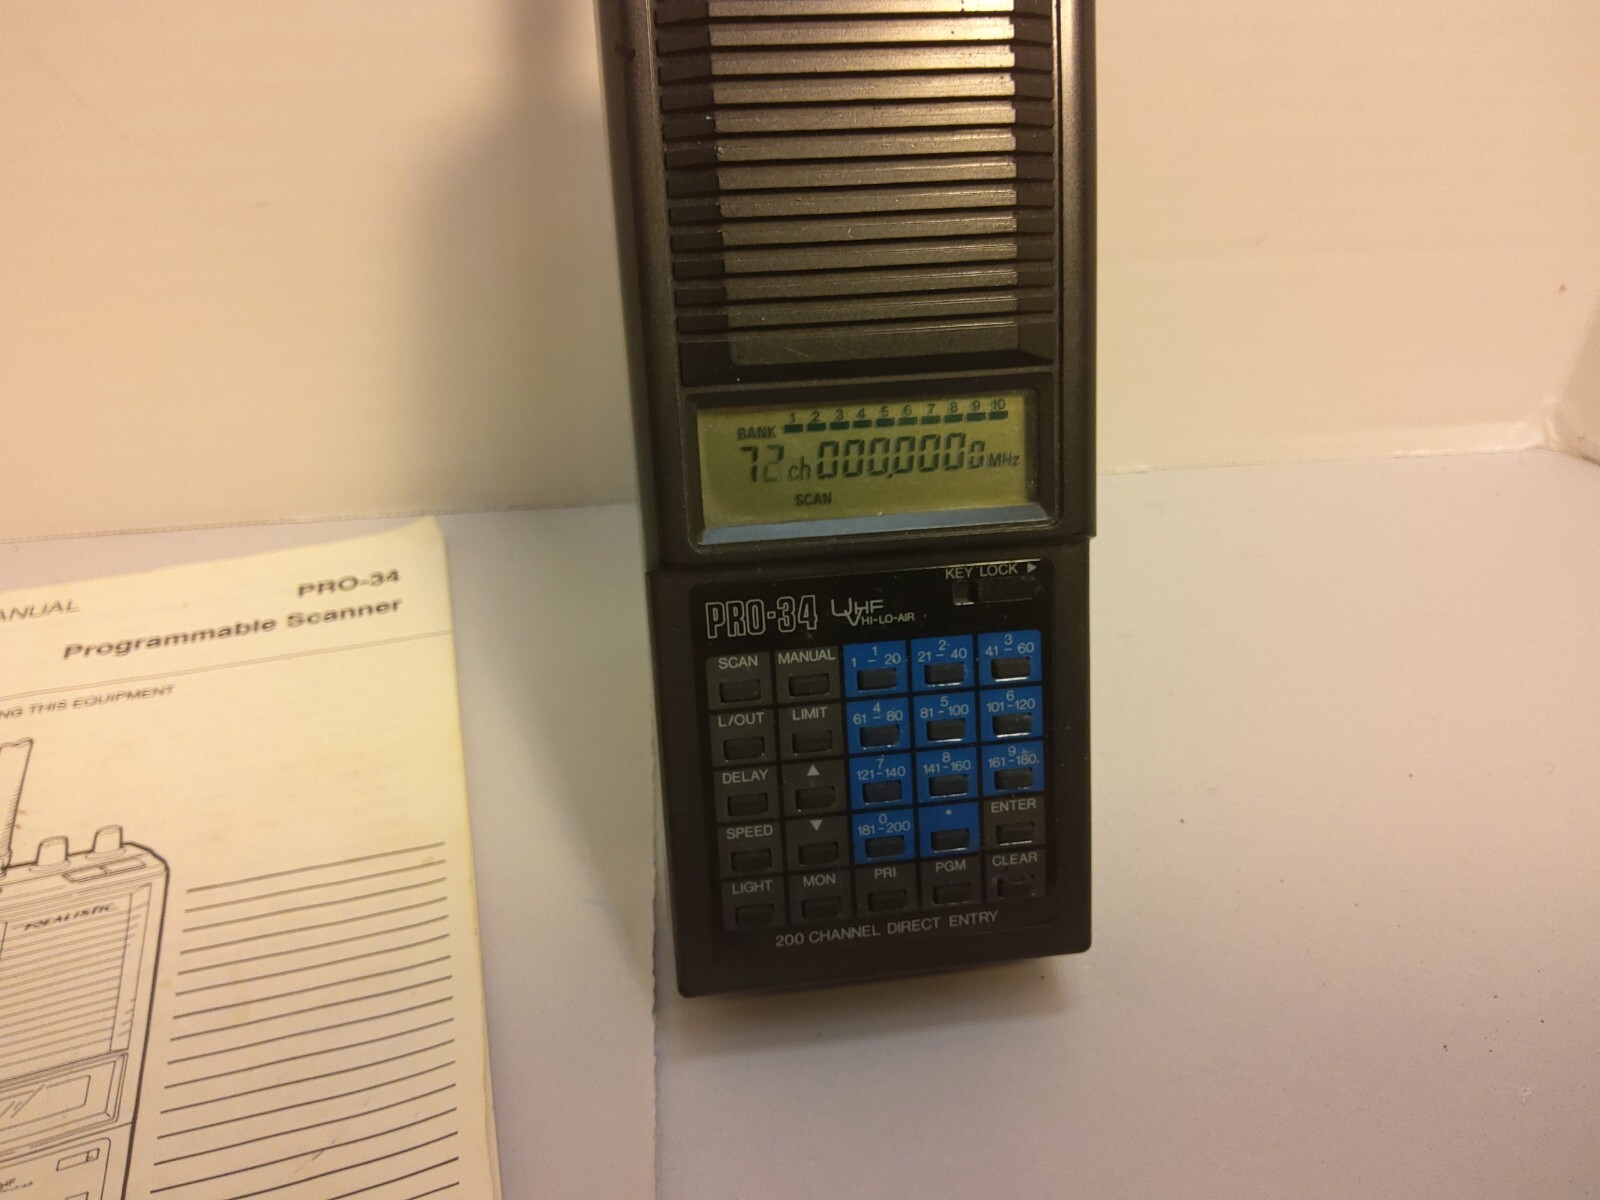 1 2 3 4 5 6 7 8 9 10
BANK
72 ch 000.0000 MHz
SCAN
KEY LOCK ▶
PRO-34 UHF
VHI-LO-AIR
SCAN MANUAL 1 2 3
1 - 20 21 - 40 41 - 60
L/OUT LIMIT 4 5 6
61 - 80 81 - 100 101-120
DELAY ▲ 7 8 9
121-140 141-160 161-180
SPEED ▼ 0 • ENTER
181-200
LIGHT MON PRI PGM CLEAR
200 CHANNEL DIRECT ENTRY
ANUAL PRO-34
Programmable Scanner
NG THIS EQUIPMENT
REALISTIC